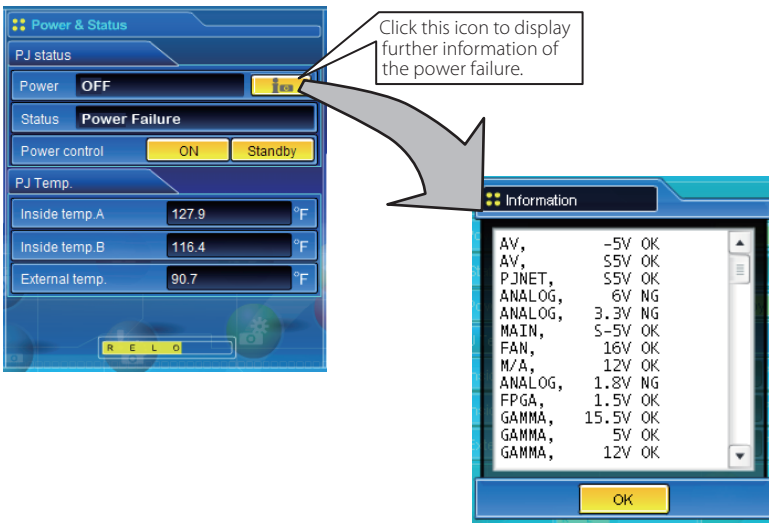 Power & Status
PJ status
Power OFF
Status Power Failure
Power control ON Standby
PJ Temp.
Inside temp.A 127.9 °F
Inside temp.B 116.4 °F
External temp. 90.7 °F
R E L O
Click this icon to display
further information of
the power failure.
Information
AV, -5V OK
AV, S5V OK
PJNET, S5V OK
ANALOG, 6V NG
ANALOG, 3.3V NG
MAIN, S-5V OK
FAN, 16V OK
M/A, 12V OK
ANALOG, 1.8V NG
FPGA, 1.5V OK
GAMMA, 15.5V OK
GAMMA, 5V OK
GAMMA, 12V OK
OK